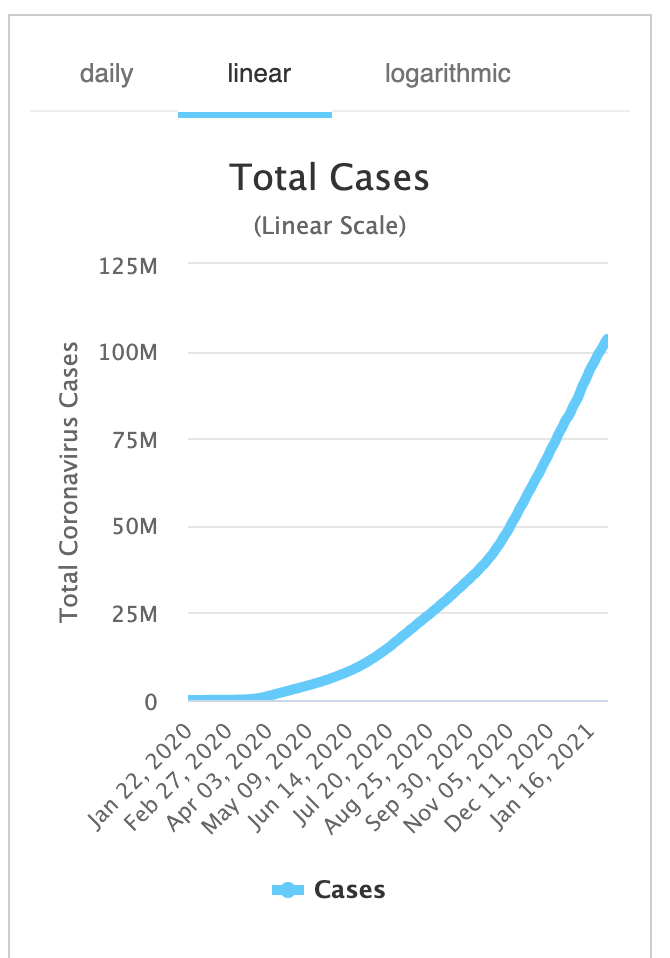 daily linear logarithmic
Total Cases
(Linear Scale)
Total Coronavirus Cases
125M
100M
75M
50M
25M
0
Jan 22, 2020
Feb 27, 2020
Apr 03, 2020
May 09, 2020
Jun 14, 2020
Jul 20, 2020
Aug 25, 2020
Sep 30, 2020
Nov 05, 2020
Dec 11, 2020
Jan 16, 2021
Cases